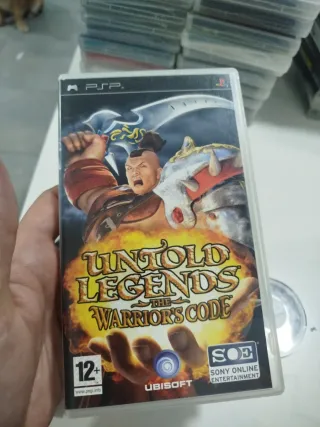 PSP
UNTOLD
LEGENDS
THE
WARRIOR'S CODE
12+
UBISOFT
SOE
SONY ONLINE
ENTERTAINMENT